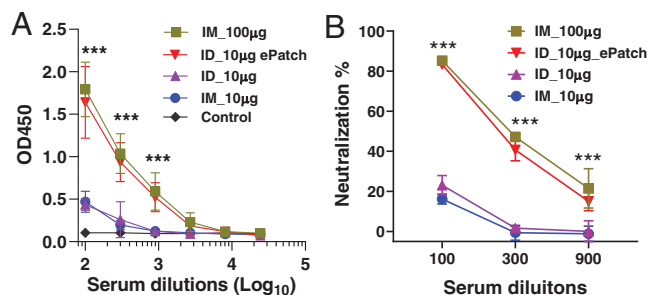 A
2.5
2.0
1.5
1.0
0.5
0.0
OD450
***
***
***
IM_100µg
ID_10µg ePatch
ID_10µg
IM_10µg
Control
2
3
4
5
Serum dilutions (Log10)
B
100
80
60
40
20
0
Neutralization %
***
***
***
IM_100µg
ID_10µg_ePatch
ID_10µg
IM_10µg
100
300
900
Serum diluitons